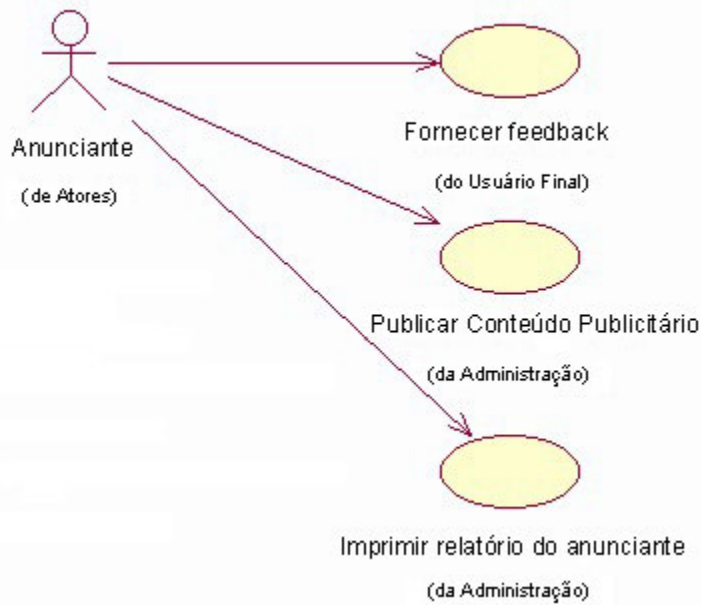 Anunciante
(de Atores)
Fornecer feedback
(do Usuário Final)
Publicar Conteúdo Publicitário
(da Administração)
Imprimir relatório do anunciante
(da Administração)